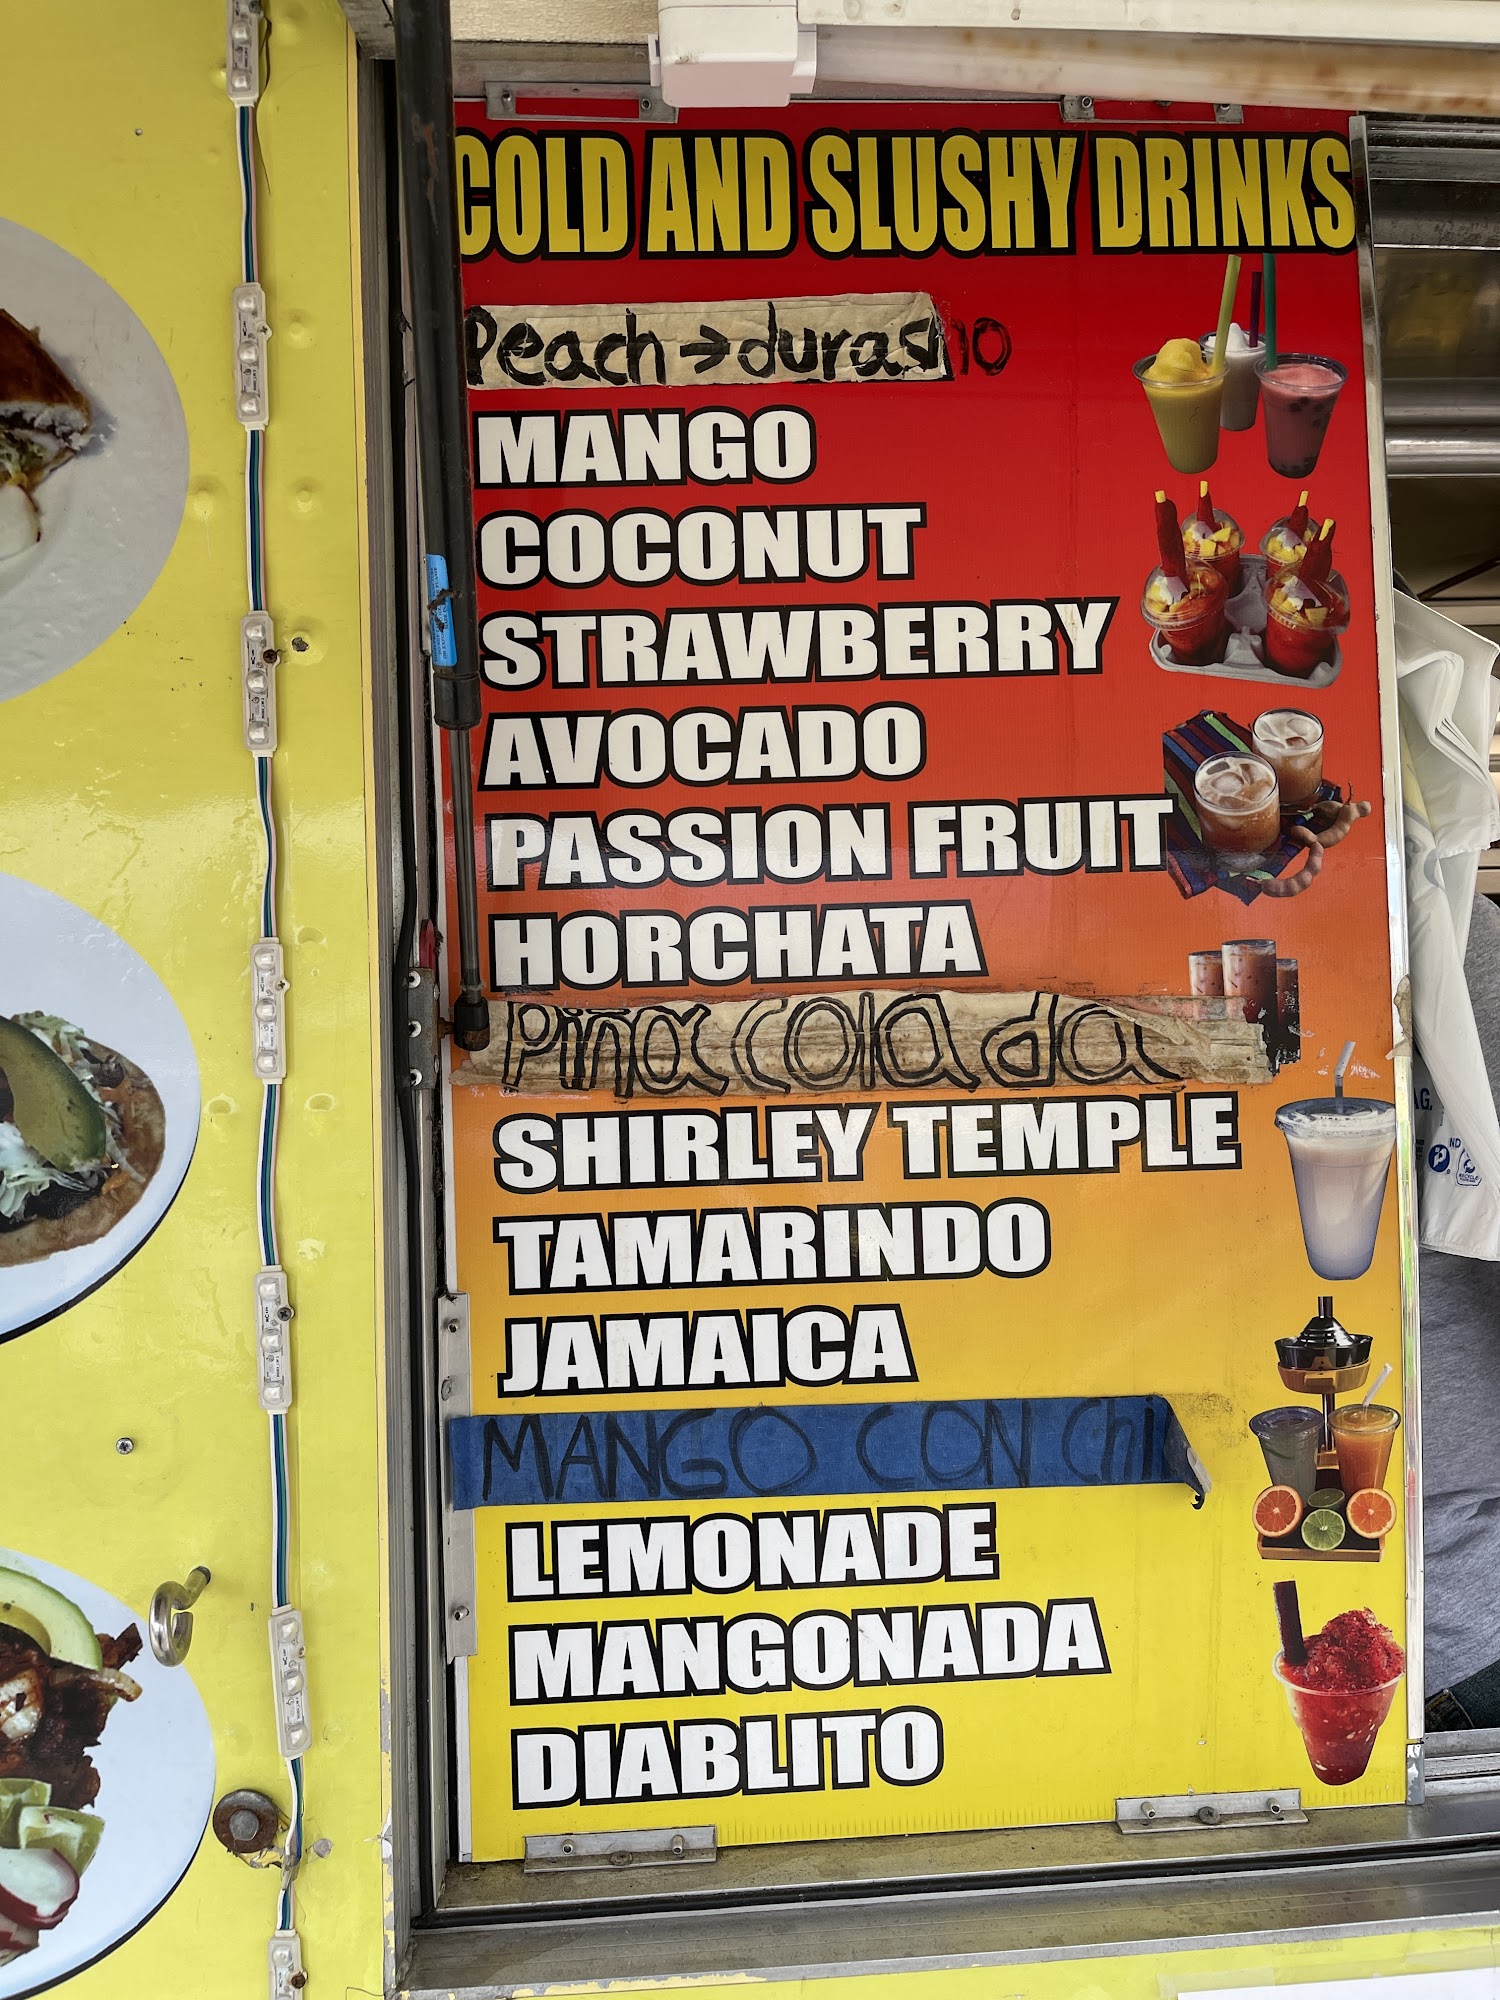 COLD AND SLUSHY DRINKS
Peach → durasno
MANGO
COCONUT
STRAWBERRY
AVOCADO
PASSION FRUIT
HORCHATA
Piña colada
SHIRLEY TEMPLE
TAMARINDO
JAMAICA
MANGO CON Chil
LEMONADE
MANGONADA
DIABLITO